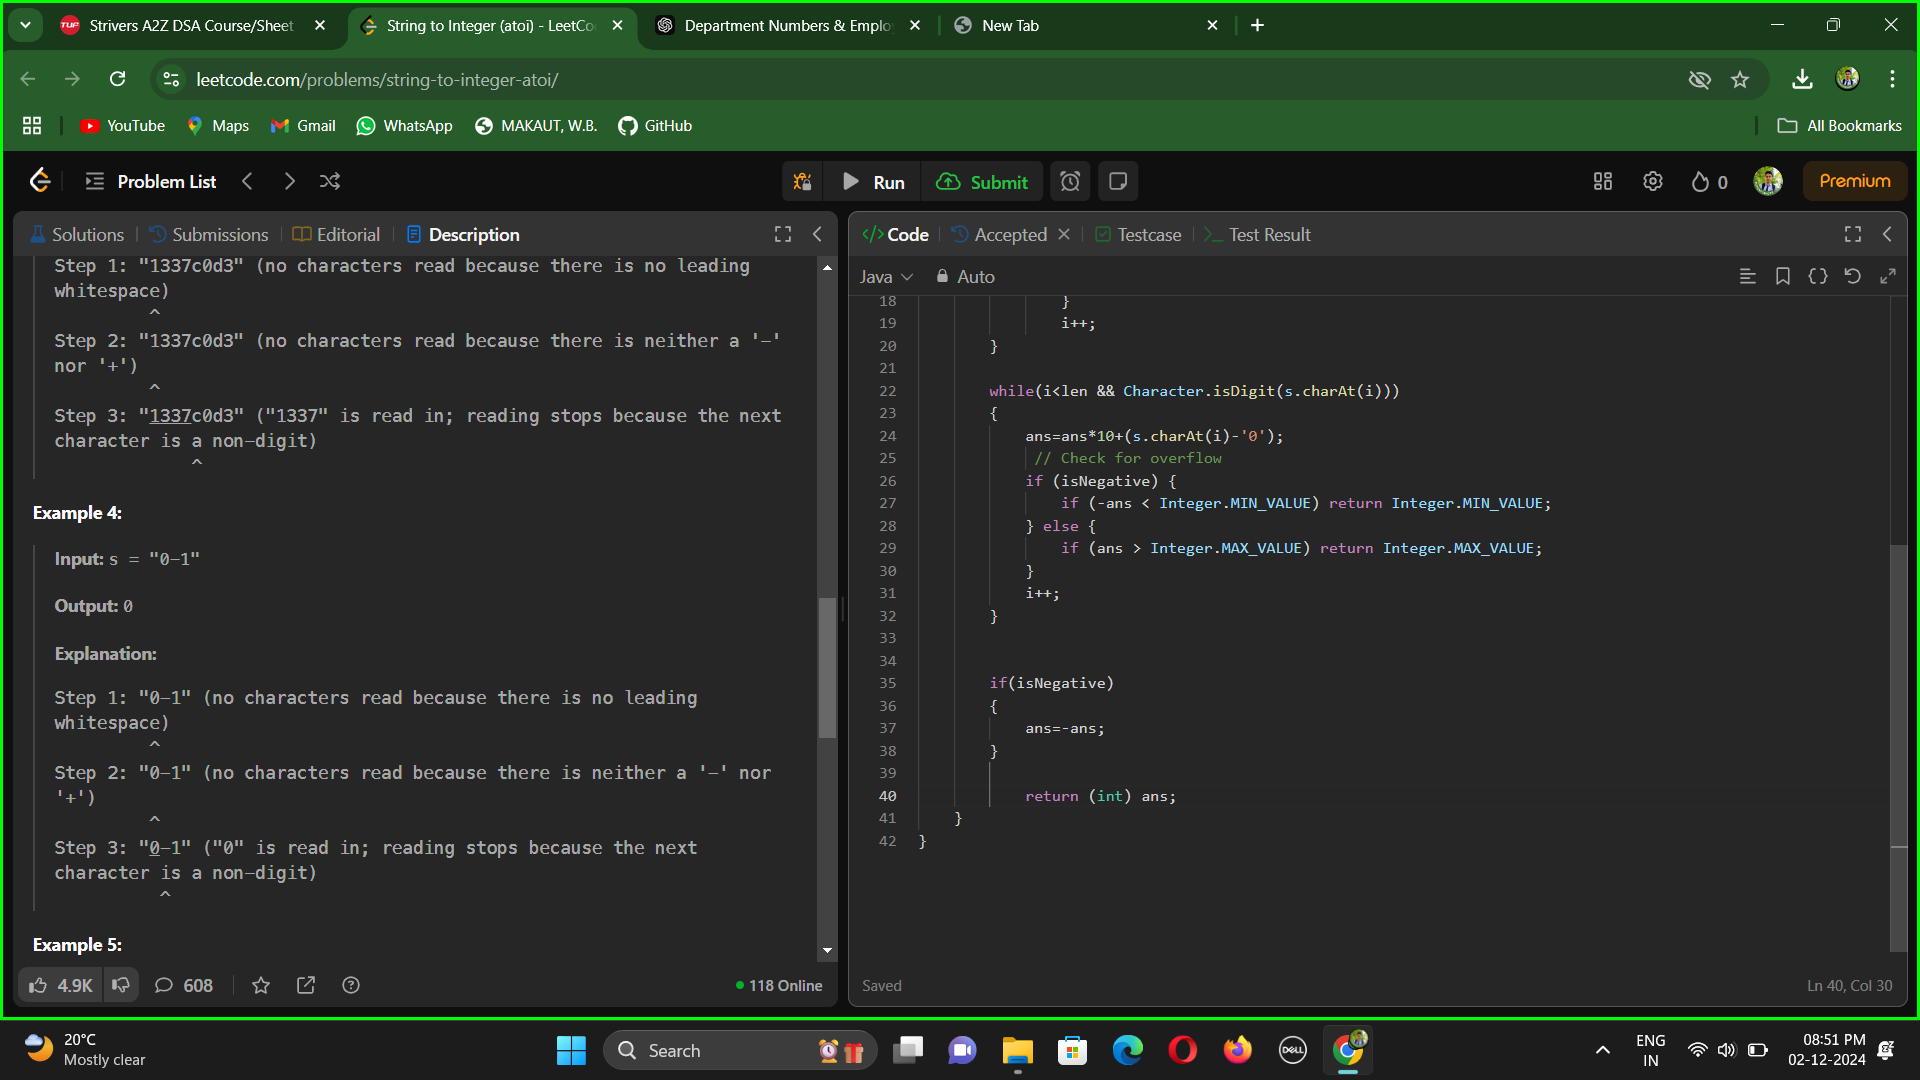 Strivers A2Z DSA Course/Sheet
String to Integer (atoi) - LeetCo
Department Numbers & Emplo
New Tab
leetcode.com/problems/string-to-integer-atoi/
YouTube
Maps
Gmail
WhatsApp
MAKAUT, W.B.
GitHub
All Bookmarks
Problem List
Run
Submit
0
Premium
Solutions
Submissions
Editorial
Description
Step 1: "1337c0d3" (no characters read because there is no leading
whitespace)
^
Step 2: "1337c0d3" (no characters read because there is neither a '-'
nor '+')
^
Step 3: "1337c0d3" ("1337" is read in; reading stops because the next
character is a non-digit)
^
Example 4:
Input: s = "0-1"
Output: 0
Explanation:
Step 1: "0-1" (no characters read because there is no leading
whitespace)
^
Step 2: "0-1" (no characters read because there is neither a '-' nor
'+')
^
Step 3: "0-1" ("0" is read in; reading stops because the next
character is a non-digit)
^
Example 5:
4.9K
608
118 Online
</> Code
Accepted
Testcase
Test Result
Java
Auto
18 }
19 i++;
20 }
21
22 while(i<len && Character.isDigit(s.charAt(i)))
23 {
24 ans=ans*10+(s.charAt(i)-'0');
25 // Check for overflow
26 if (isNegative) {
27 if (-ans < Integer.MIN_VALUE) return Integer.MIN_VALUE;
28 } else {
29 if (ans > Integer.MAX_VALUE) return Integer.MAX_VALUE;
30 }
31 i++;
32 }
33
34
35 if(isNegative)
36 {
37 ans=-ans;
38 }
39
40 return (int) ans;
41 }
42 }
Saved
Ln 40, Col 30
20°C
Mostly clear
Search
DELL
ENG
IN
08:51 PM
02-12-2024